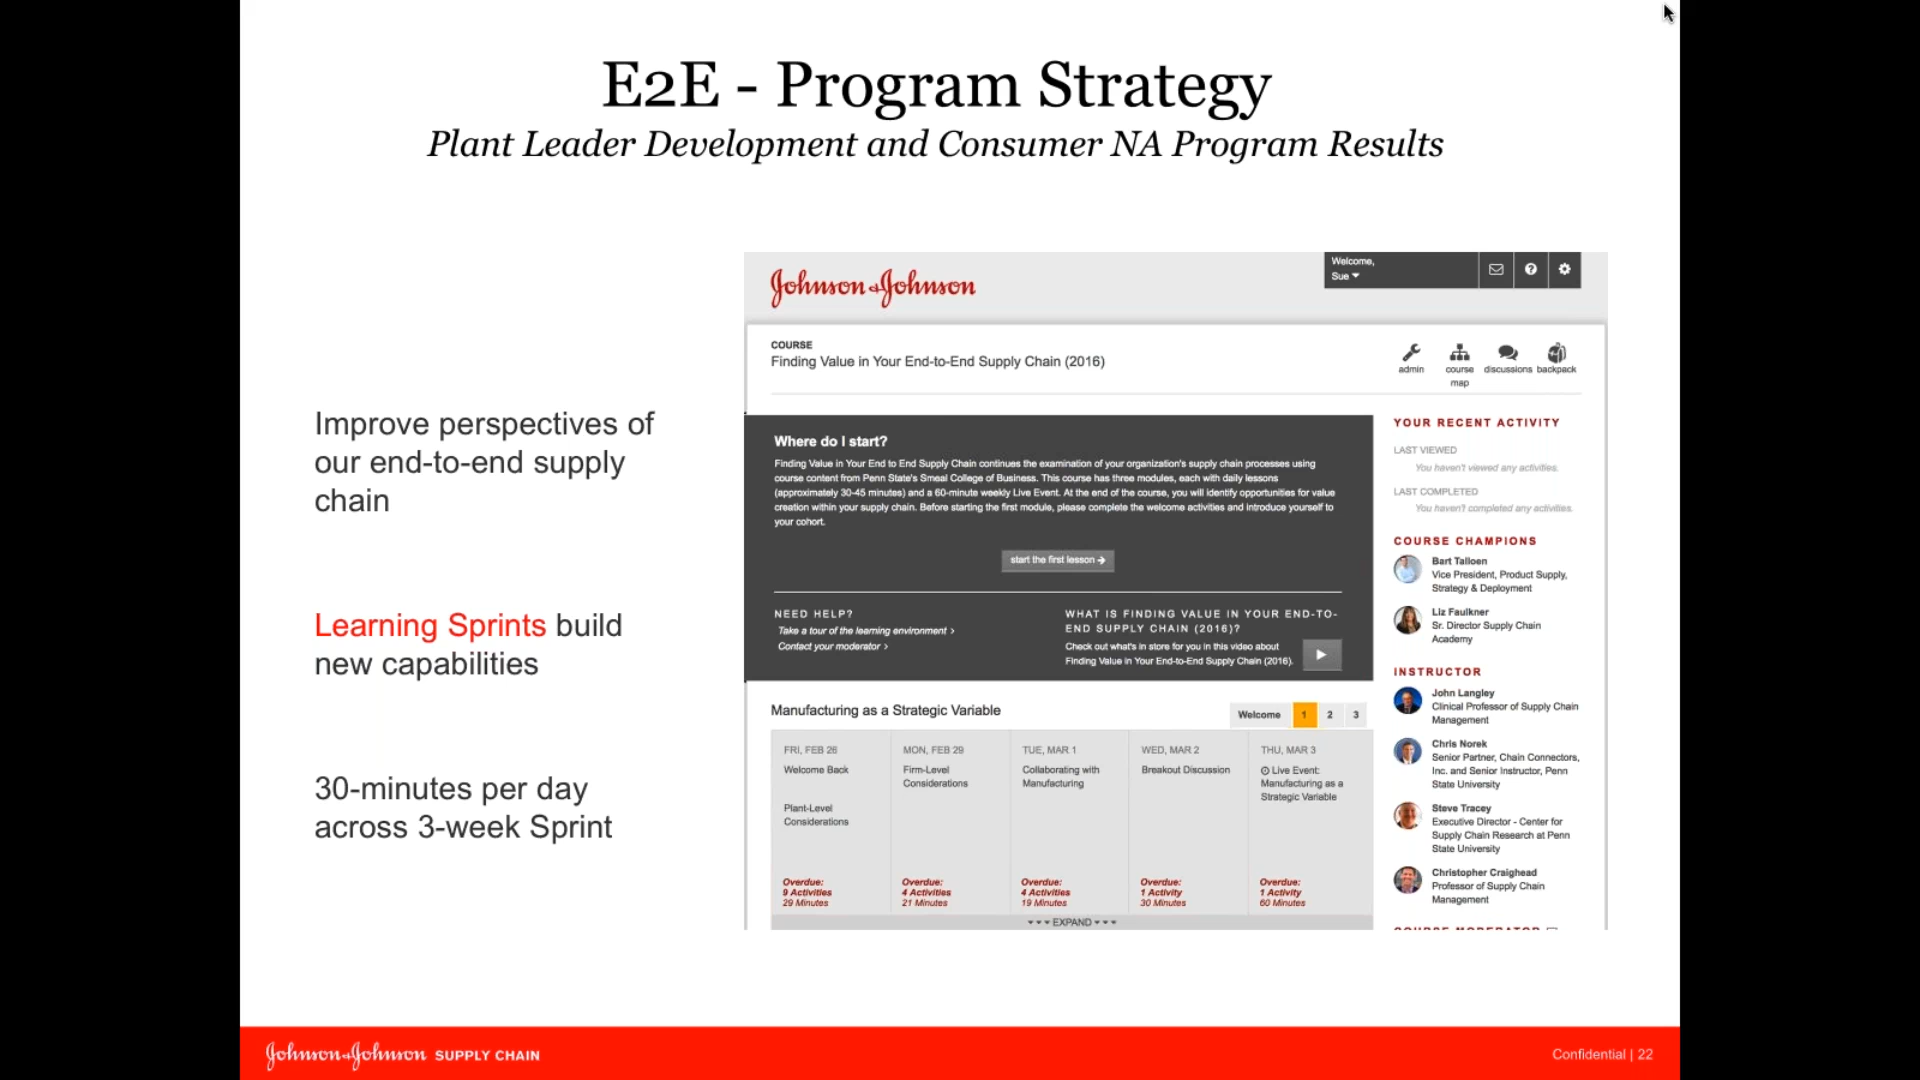 E2E - Program Strategy
Plant Leader Development and Consumer NA Program Results
Improve perspectives of
our end-to-end supply
chain
Learning Sprints build
new capabilities
30-minutes per day
across 3-week Sprint
Johnson & Johnson
Welcome,
Sue
COURSE
Finding Value in Your End-to-End Supply Chain (2016)
admin
course
map
discussions
backpack
Where do I start?
Finding Value in Your End to End Supply Chain continues the examination of your organization's supply chain processes using
course content from Penn State's Smeal College of Business. This course has three modules, each with daily lessons
(approximately 30-45 minutes) and a 60-minute weekly Live Event. At the end of the course, you will identify opportunities for value
creation within your supply chain. Before starting the first module, please complete the welcome activities and introduce yourself to
your cohort.
start the first lesson →
NEED HELP?
Take a tour of the learning environment >
Contact your moderator >
WHAT IS FINDING VALUE IN YOUR END-TO-
END SUPPLY CHAIN (2016)?
Check out what's in store for you in this video about
Finding Value in Your End-to-End Supply Chain (2016).
Manufacturing as a Strategic Variable
Welcome 1 2 3
FRI, FEB 26
Welcome Back
Plant-Level
Considerations
Overdue:
9 Activities
29 Minutes
MON, FEB 29
Firm-Level
Considerations
Overdue:
4 Activities
21 Minutes
TUE, MAR 1
Collaborating with
Manufacturing
Overdue:
4 Activities
19 Minutes
WED, MAR 2
Breakout Discussion
Overdue:
1 Activity
30 Minutes
THU, MAR 3
Live Event:
Manufacturing as a
Strategic Variable
Overdue:
1 Activity
60 Minutes
EXPAND
YOUR RECENT ACTIVITY
LAST VIEWED
You haven't viewed any activities.
LAST COMPLETED
You haven't completed any activities.
COURSE CHAMPIONS
Bart Talloen
Vice President, Product Supply,
Strategy & Deployment
Liz Faulkner
Sr. Director Supply Chain
Academy
INSTRUCTOR
John Langley
Clinical Professor of Supply Chain
Management
Chris Norek
Senior Partner, Chain Connectors,
Inc. and Senior Instructor, Penn
State University
Steve Tracey
Executive Director - Center for
Supply Chain Research at Penn
State University
Christopher Craighead
Professor of Supply Chain
Management
COURSE MODERATOR
Johnson & Johnson SUPPLY CHAIN
Confidential | 22